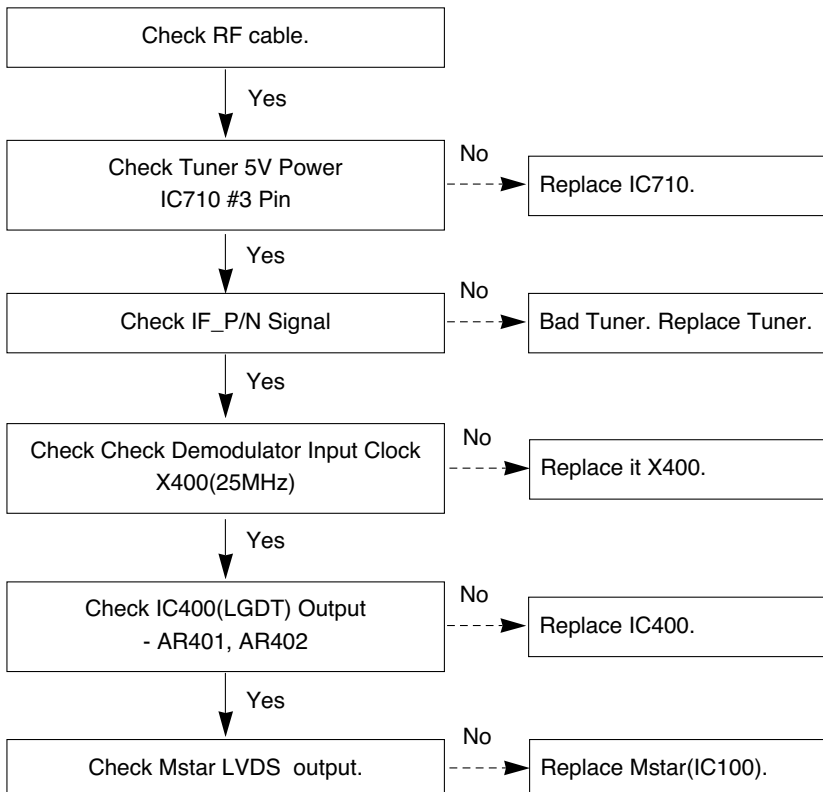 Check RF cable.
Yes
Check Tuner 5V Power
IC710 #3 Pin
No
Replace IC710.
Yes
Check IF_P/N Signal
No
Bad Tuner. Replace Tuner.
Yes
Check Check Demodulator Input Clock
X400(25MHz)
No
Replace it X400.
Yes
Check IC400(LGDT) Output
- AR401, AR402
No
Replace IC400.
Yes
Check Mstar LVDS output.
No
Replace Mstar(IC100).